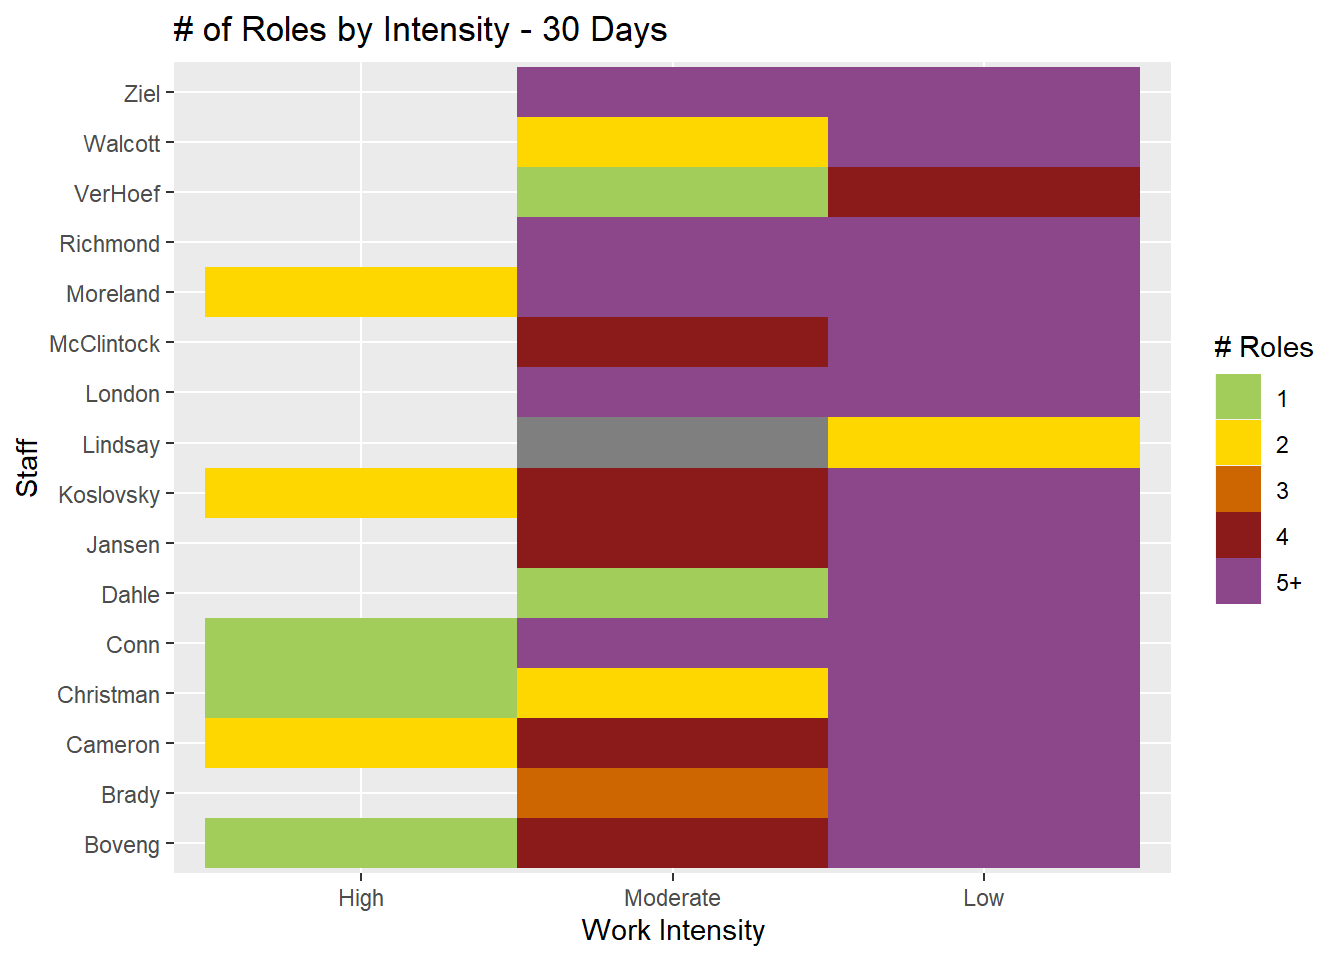 # of Roles by Intensity - 30 Days
Ziel
Walcott
VerHoef
Richmond
Moreland
McClintock
London
Lindsay
Koslovsky
Jansen
Dahle
Conn
Christman
Cameron
Brady
Boveng
Staff
High Moderate Low
Work Intensity
# Roles
1
2
3
4
5+